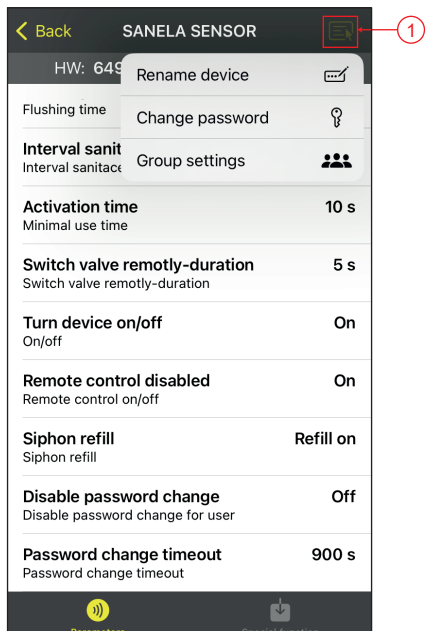 Back
SANELA SENSOR
1
HW: 649
Rename device
Change password
Group settings
Flushing time
Interval sanit
Interval sanitace
Activation time
10 s
Minimal use time
Switch valve remotly-duration
5 s
Switch valve remotly-duration
Turn device on/off
On
On/off
Remote control disabled
On
Remote control on/off
Siphon refill
Refill on
Siphon refill
Disable password change
Off
Disable password change for user
Password change timeout
900 s
Password change timeout
Parameters
Special function